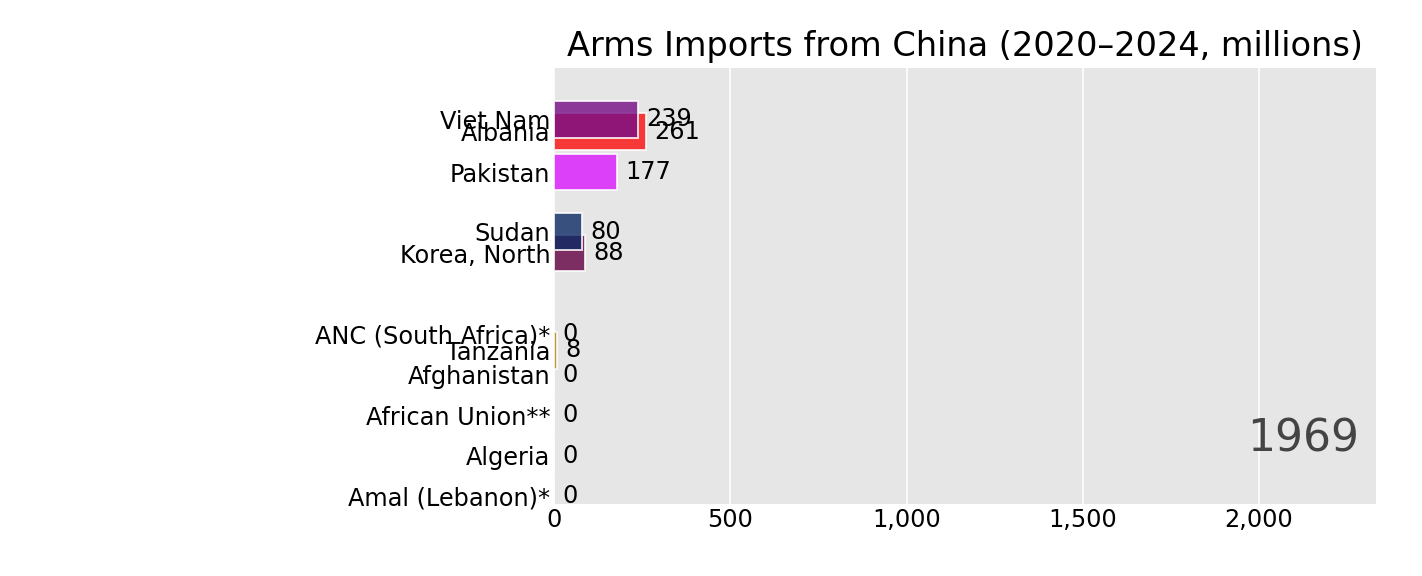 Arms Imports from China (2020–2024, millions)
Viet Nam 239
Albania 261
Pakistan 177
Sudan 80
Korea, North 88
ANC (South Africa)* 0
Tanzania 8
Afghanistan 0
African Union** 0
1969
Algeria 0
Amal (Lebanon)* 0
0 500 1,000 1,500 2,000